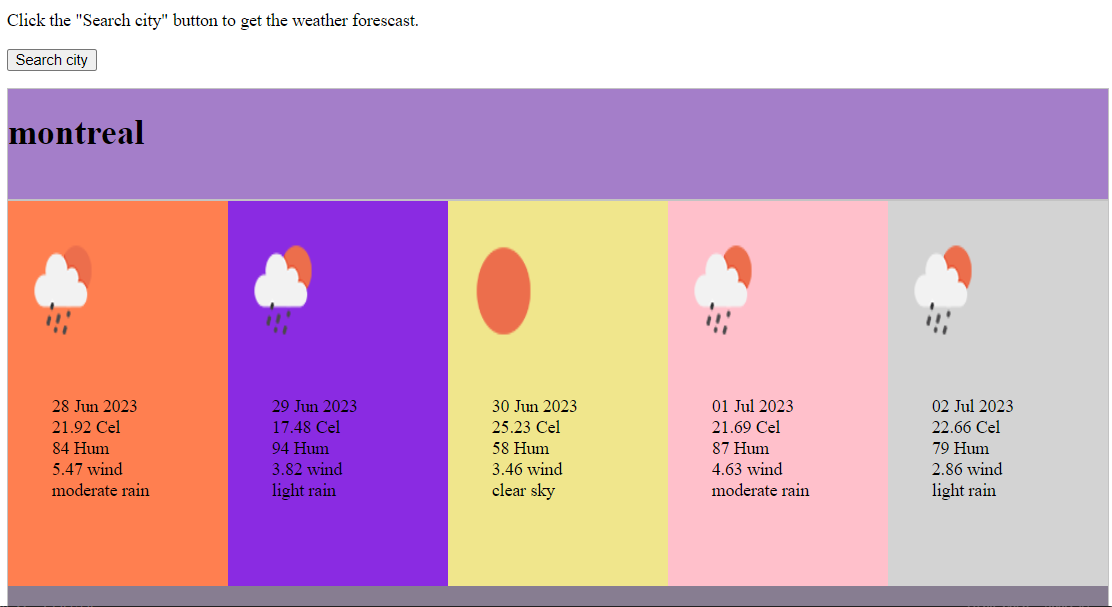 Click the "Search city" button to get the weather forescast.
Search city
montreal
28 Jun 2023
21.92 Cel
84 Hum
5.47 wind
moderate rain
29 Jun 2023
17.48 Cel
94 Hum
3.82 wind
light rain
30 Jun 2023
25.23 Cel
58 Hum
3.46 wind
clear sky
01 Jul 2023
21.69 Cel
87 Hum
4.63 wind
moderate rain
02 Jul 2023
22.66 Cel
79 Hum
2.86 wind
light rain